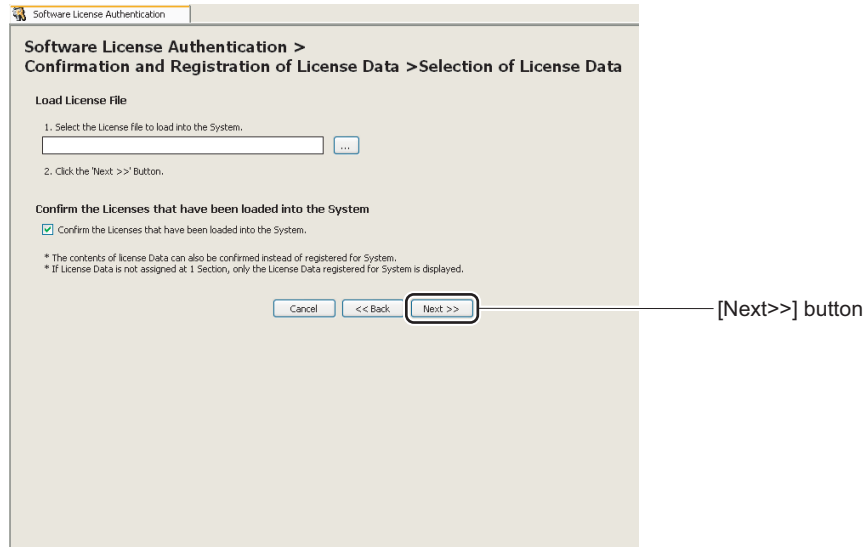 Software License Authentication
Software License Authentication >
Confirmation and Registration of License Data >Selection of License Data
Load License File
1. Select the License file to load into the System.
...
2. Click the 'Next >>' Button.
Confirm the Licenses that have been loaded into the System
Confirm the Licenses that have been loaded into the System.
* The contents of license Data can also be confirmed instead of registered for System.
* If License Data is not assigned at 1 Section, only the License Data registered for System is displayed.
Cancel << Back Next >> [Next>>] button